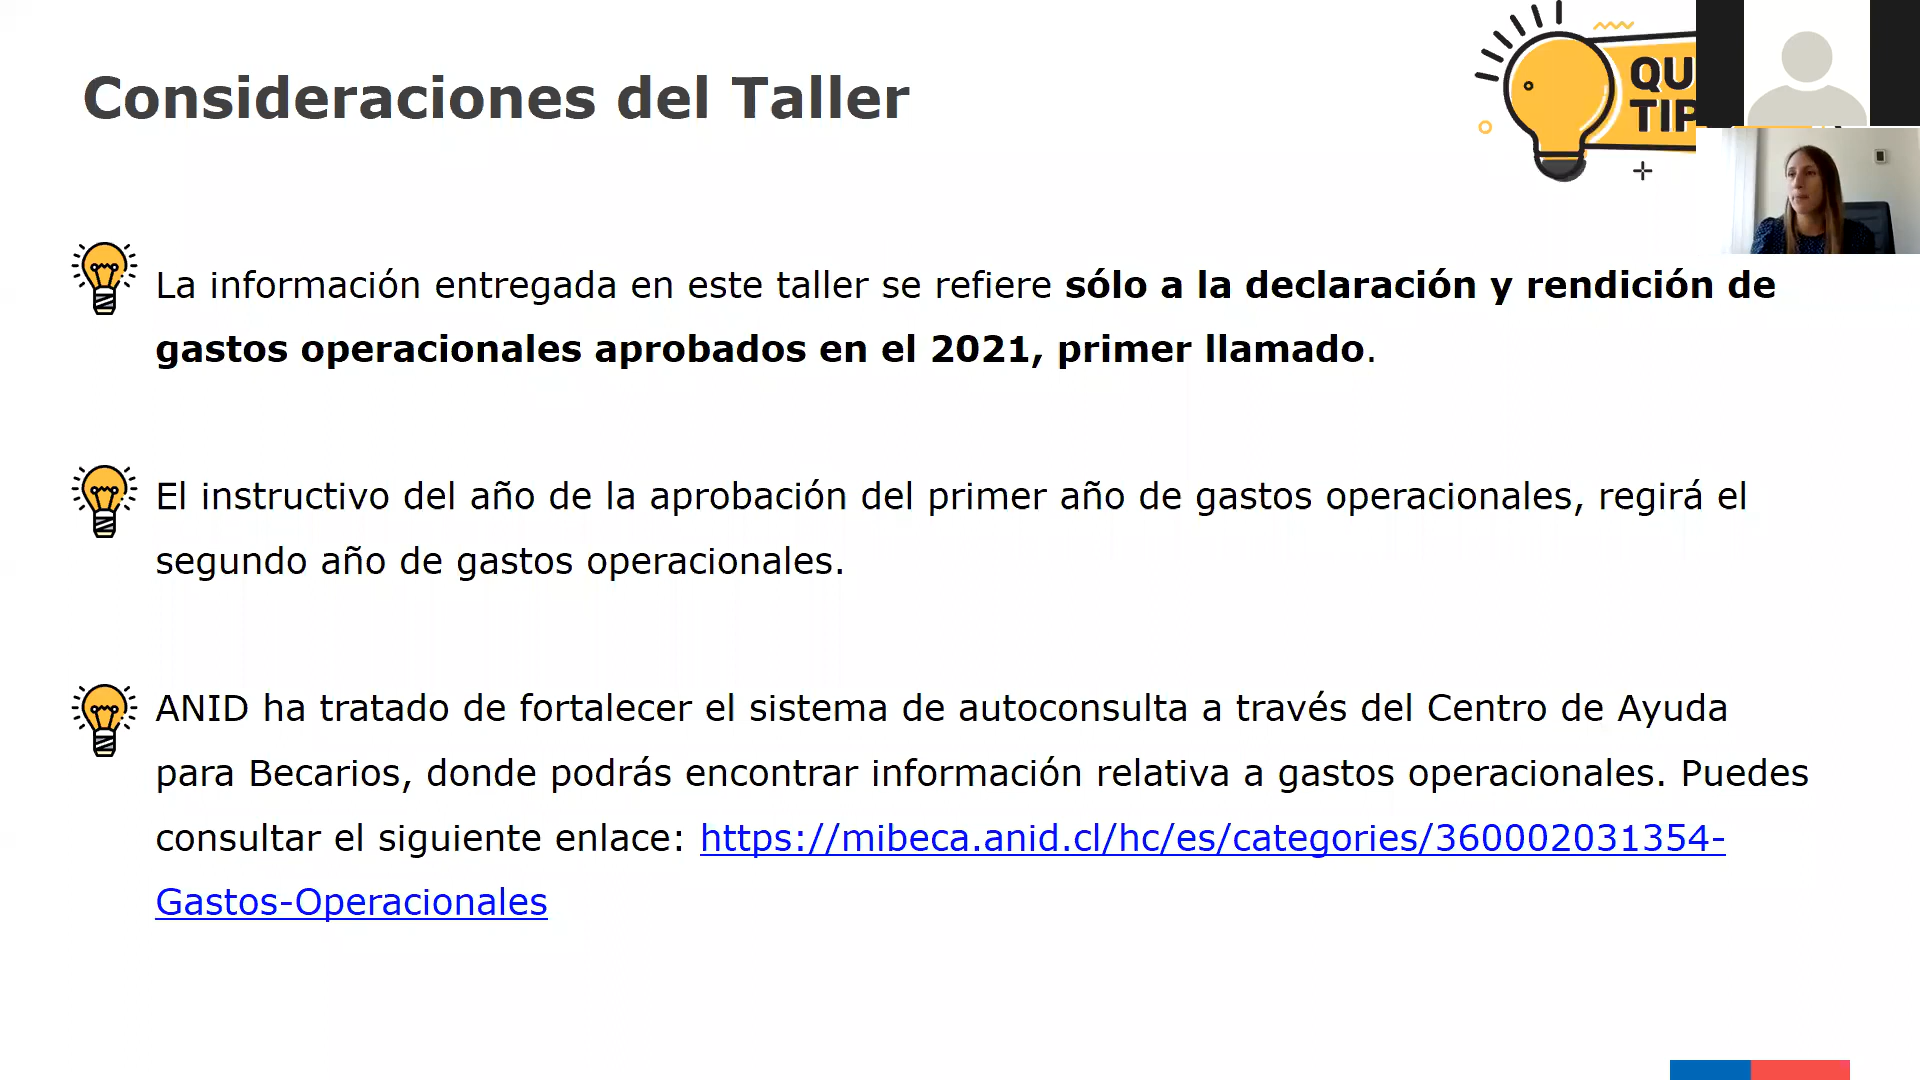 Consideraciones del Taller
QU
TIP
La información entregada en este taller se refiere sólo a la declaración y rendición de
gastos operacionales aprobados en el 2021, primer llamado.
El instructivo del año de la aprobación del primer año de gastos operacionales, regirá el
segundo año de gastos operacionales.
ANID ha tratado de fortalecer el sistema de autoconsulta a través del Centro de Ayuda
para Becarios, donde podrás encontrar información relativa a gastos operacionales. Puedes
consultar el siguiente enlace: https://mibeca.anid.cl/hc/es/categories/360002031354-
Gastos-Operacionales